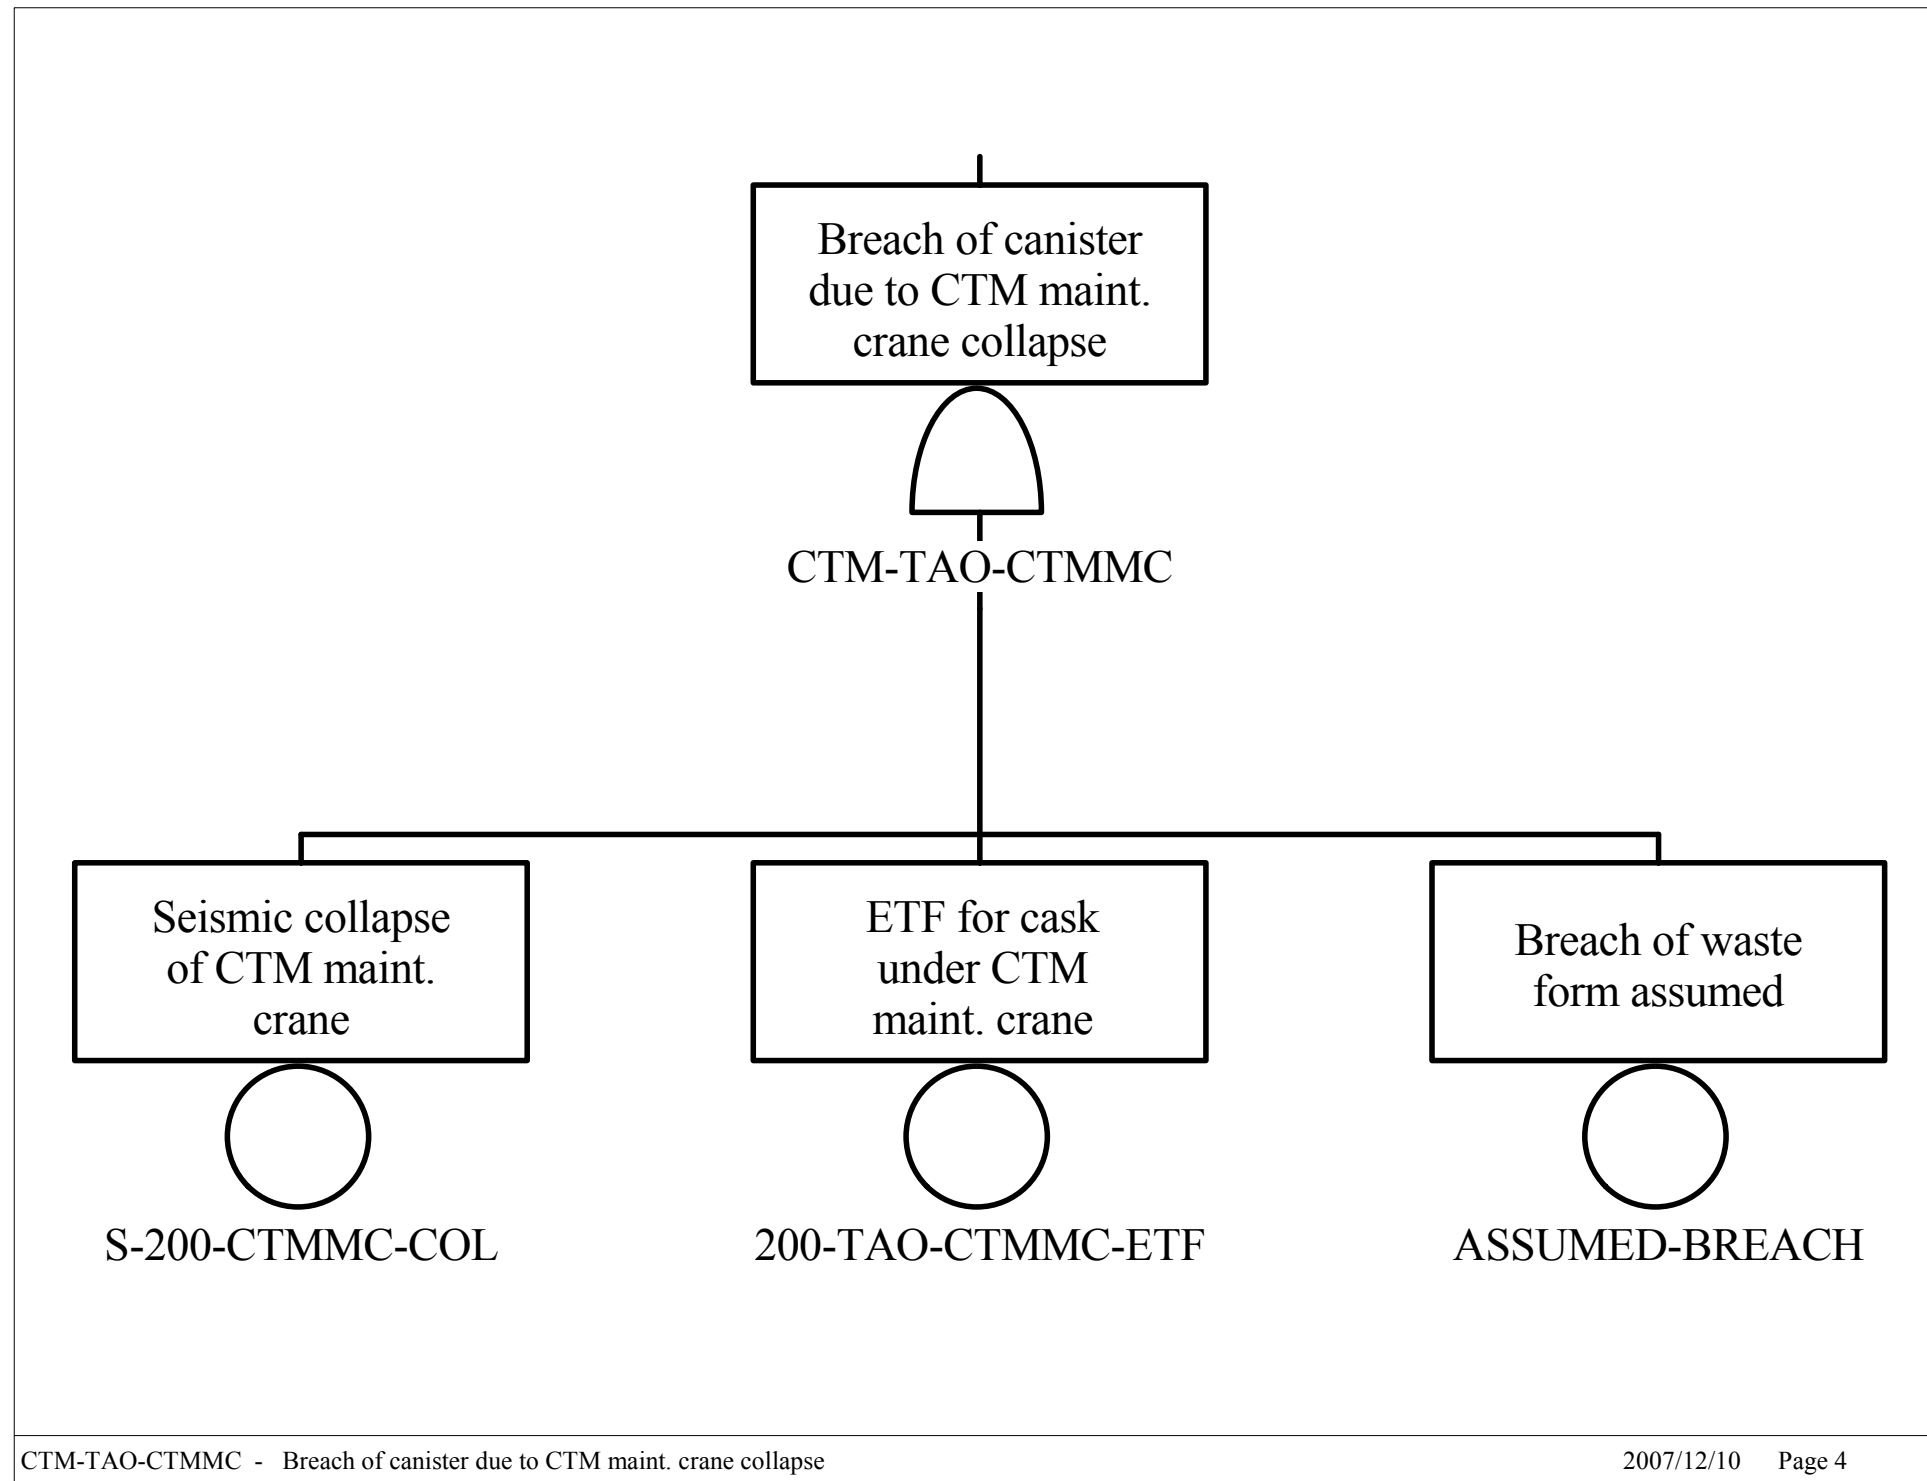 Breach of canister
due to CTM maint.
crane collapse
CTM-TAO-CTMMC
Seismic collapse
of CTM maint.
crane
S-200-CTMMC-COL
ETF for cask
under CTM
maint. crane
200-TAO-CTMMC-ETF
Breach of waste
form assumed
ASSUMED-BREACH
CTM-TAO-CTMMC - Breach of canister due to CTM maint. crane collapse 2007/12/10 Page 4